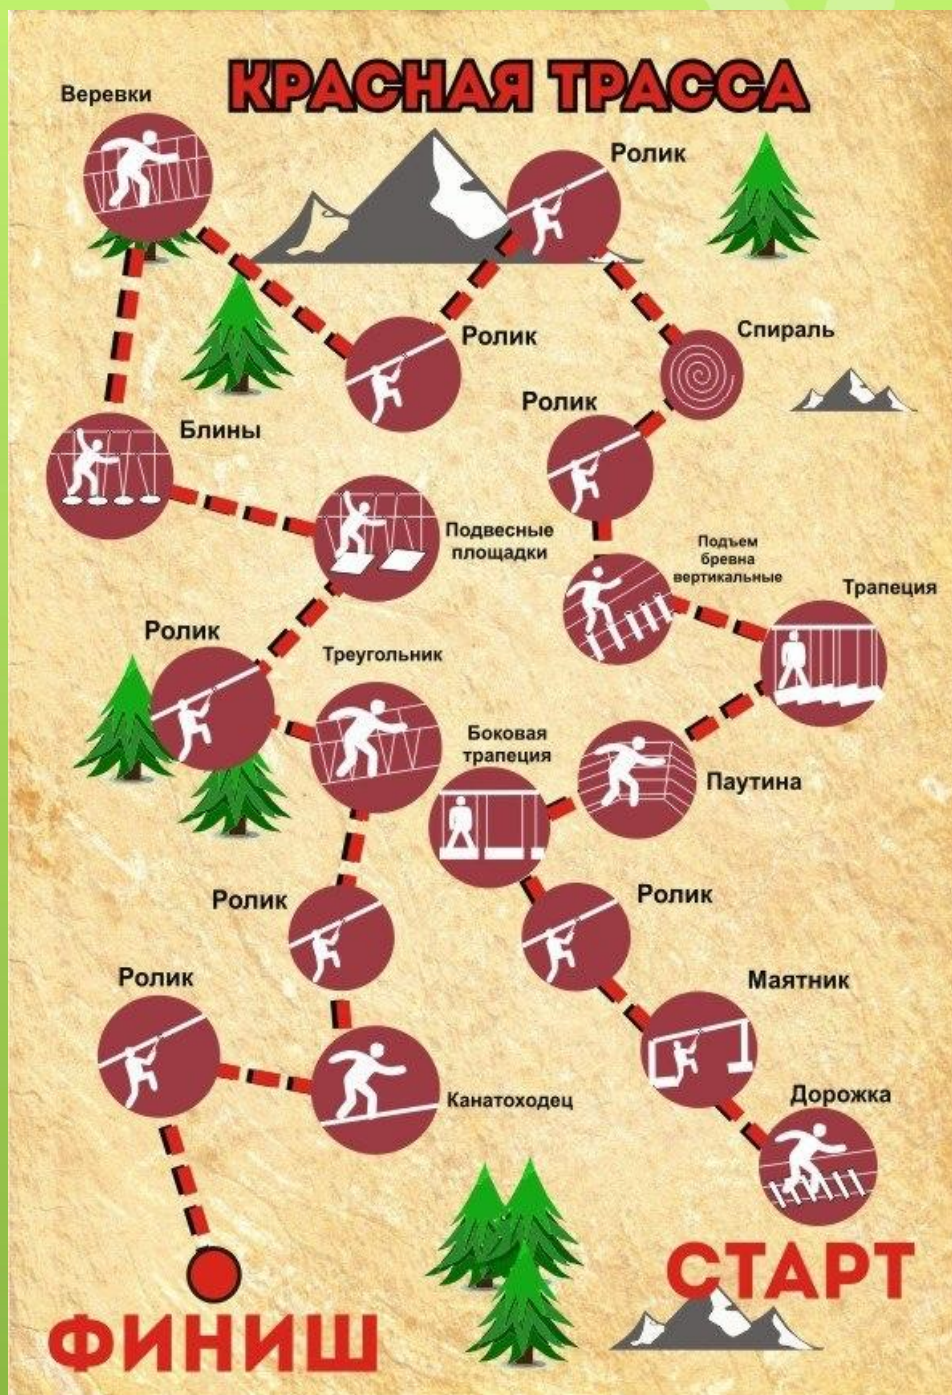 КРАСНАЯ ТРАССА
Веревки
Ролик
Ролик
Спираль
Ролик
Блины
Подвесные
площадки
Подъем
бревна
вертикальные
Трапеция
Ролик
Треугольник
Боковая
трапеция
Паутина
Ролик
Ролик
Ролик
Маятник
Канатоходец
Дорожка
СТАРТ
ФИНИШ